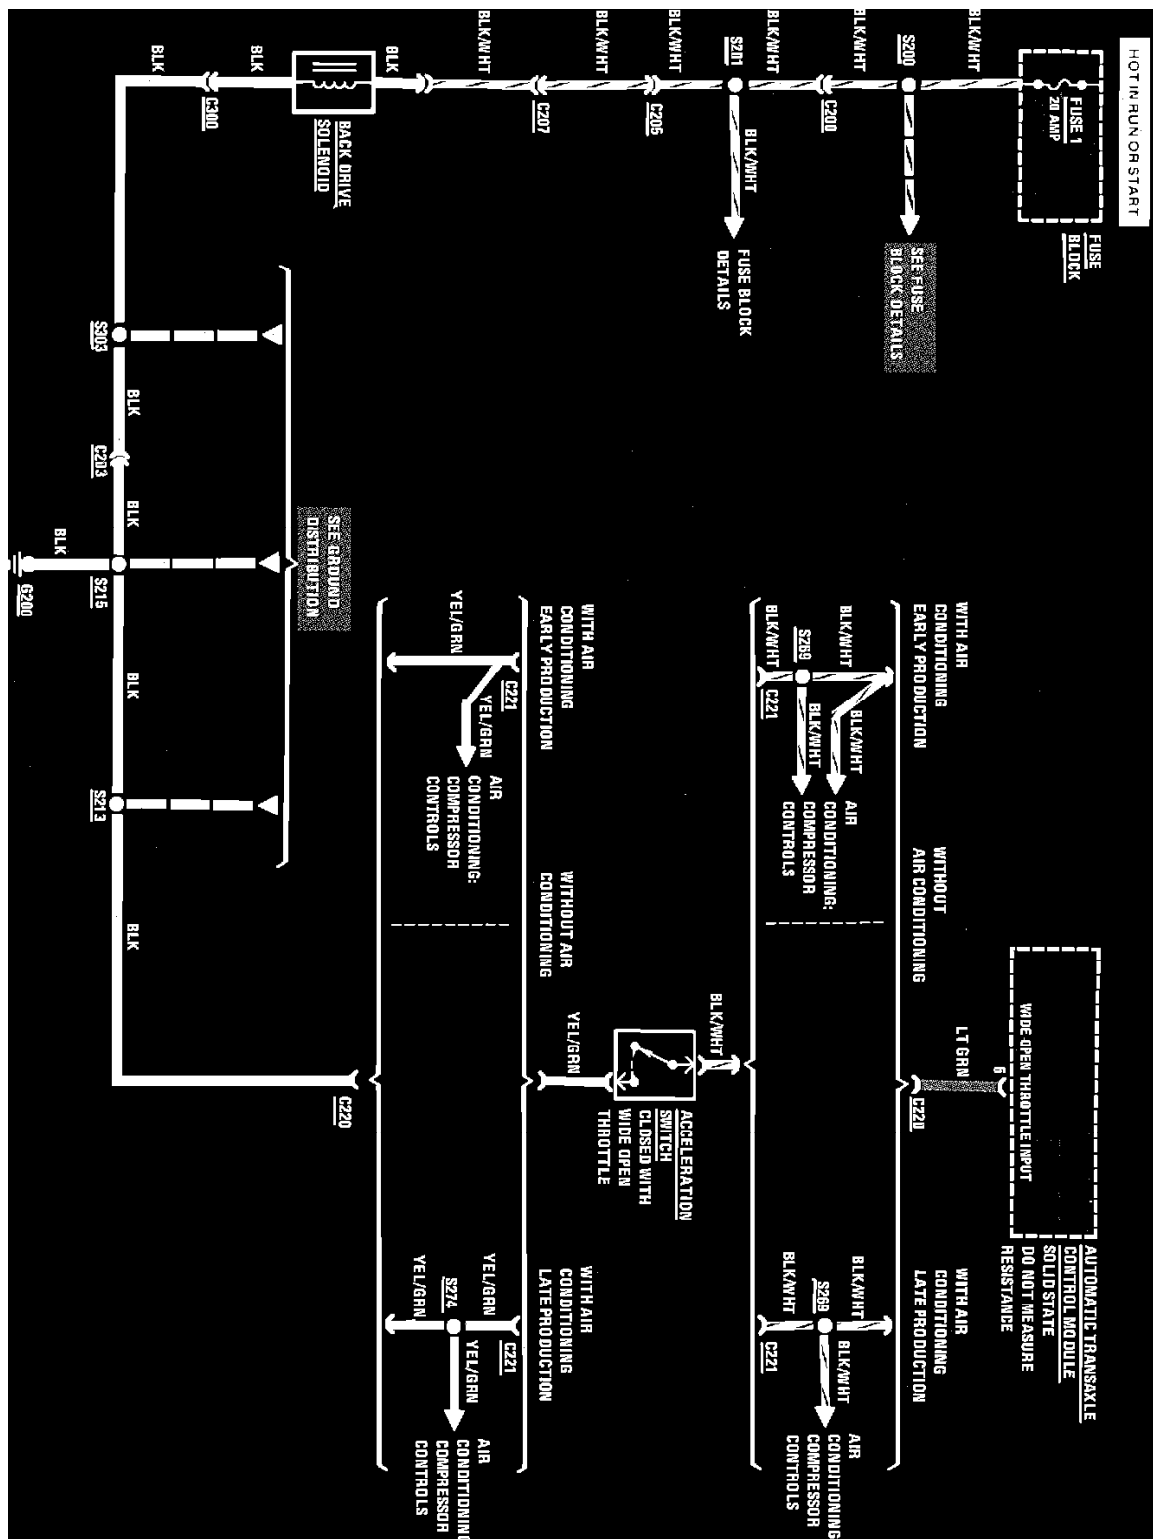 HOT IN RUN OR START
FUSE
BLOCK
FUSE 1
20 AMP
BLK/WHT
S200
SEE FUSE
BLOCK DETAILS
BLK/WHT
C200
BLK/WHT
S201
BLK/WHT
FUSE BLOCK
DETAILS
BLK/WHT
C206
BLK/WHT
C207
BLK/WHT
BLK
BACK DRIVE
SOLENOID
BLK
C300
BLK
S303
BLK
C203
BLK
S215
BLK
G200
SEE GROUND
DISTRIBUTION
BLK
S213
BLK
C220
AUTOMATIC TRANSAXLE
CONTROL MODULE
SOLID STATE
DO NOT MEASURE
RESISTANCE
WIDE-OPEN THROTTLE INPUT
6
LT GRN
C220
WITH AIR
CONDITIONING
EARLY PRODUCTION
WITHOUT
AIR CONDITIONING
WITH AIR
CONDITIONING
LATE PRODUCTION
BLK/WHT
BLK/WHT
S269
BLK/WHT
BLK/WHT
C221
AIR
CONDITIONING:
COMPRESSOR
CONTROLS
BLK/WHT
S269
BLK/WHT
BLK/WHT
C221
AIR
CONDITIONING
COMPRESSOR
CONTROLS
BLK/WHT
ACCELERATION
SWITCH
CLOSED WITH
WIDE OPEN
THROTTLE
YEL/GRN
WITH AIR
CONDITIONING
EARLY PRODUCTION
WITHOUT AIR
CONDITIONING
WITH AIR
CONDITIONING
LATE PRODUCTION
C221
YEL/GRN
YEL/GRN
AIR
CONDITIONING:
COMPRESSOR
CONTROLS
YEL/GRN
C221
S274
YEL/GRN
YEL/GRN
AIR
CONDITIONING
COMPRESSOR
CONTROLS